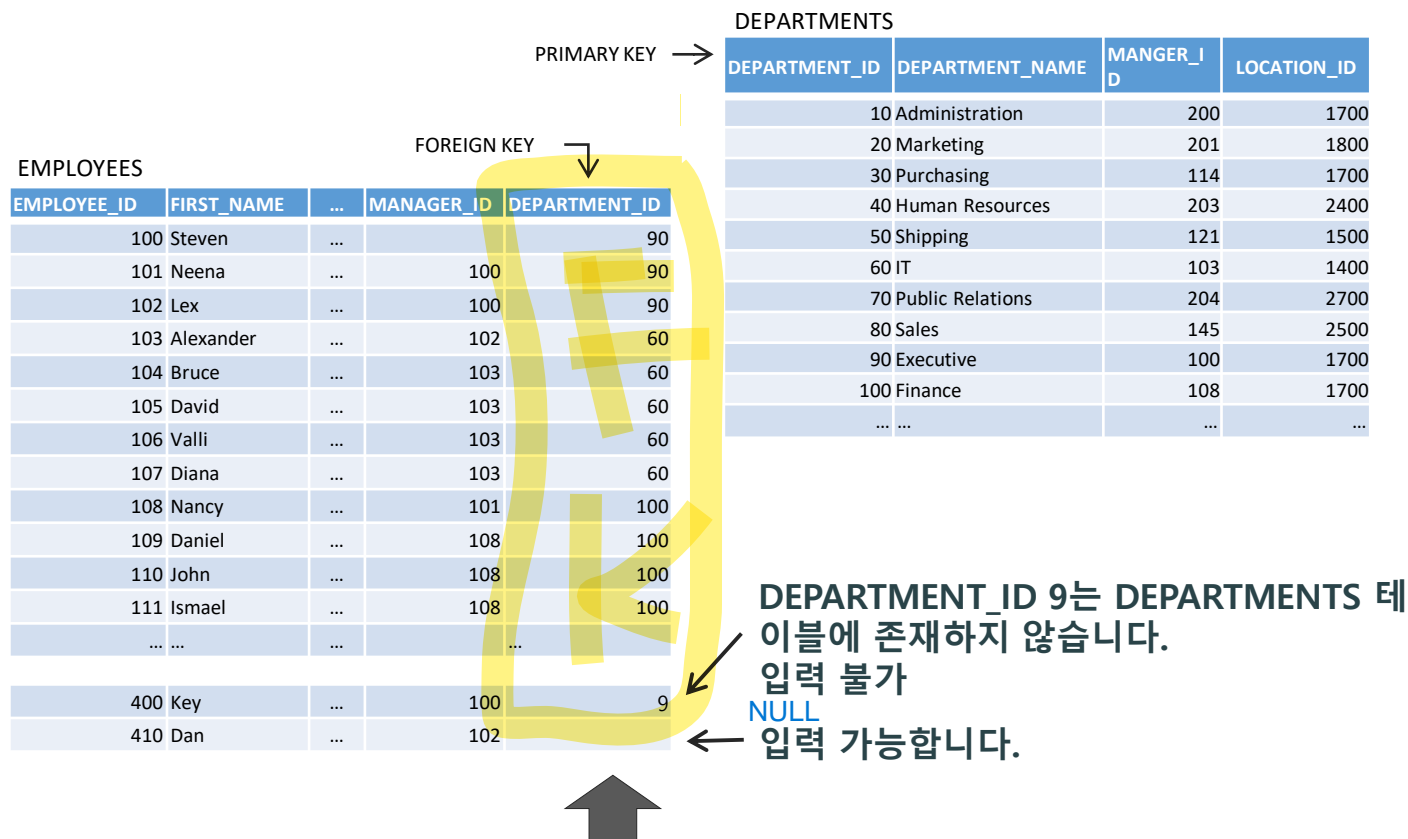 DEPARTMENTS
PRIMARY KEY
DEPARTMENT_ID DEPARTMENT_NAME MANGER_I
D LOCATION_ID
10 Administration 200 1700
20 Marketing 201 1800
30 Purchasing 114 1700
40 Human Resources 203 2400
50 Shipping 121 1500
60 IT 103 1400
70 Public Relations 204 2700
80 Sales 145 2500
90 Executive 100 1700
100 Finance 108 1700
... ... ... ...
FOREIGN KEY
EMPLOYEES
EMPLOYEE_ID FIRST_NAME ... MANAGER_ID DEPARTMENT_ID
100 Steven ... 90
101 Neena ... 100 90
102 Lex ... 100 90
103 Alexander ... 102 60
104 Bruce ... 103 60
105 David ... 103 60
106 Valli ... 103 60
107 Diana ... 103 60
108 Nancy ... 101 100
109 Daniel ... 108 100
110 John ... 108 100
111 Ismael ... 108 100
... ... ... ...
400 Key ... 100 9
410 Dan ... 102
FK
DEPARTMENT_ID 9는 DEPARTMENTS 테
이블에 존재하지 않습니다.
입력 불가
NULL
입력 가능합니다.